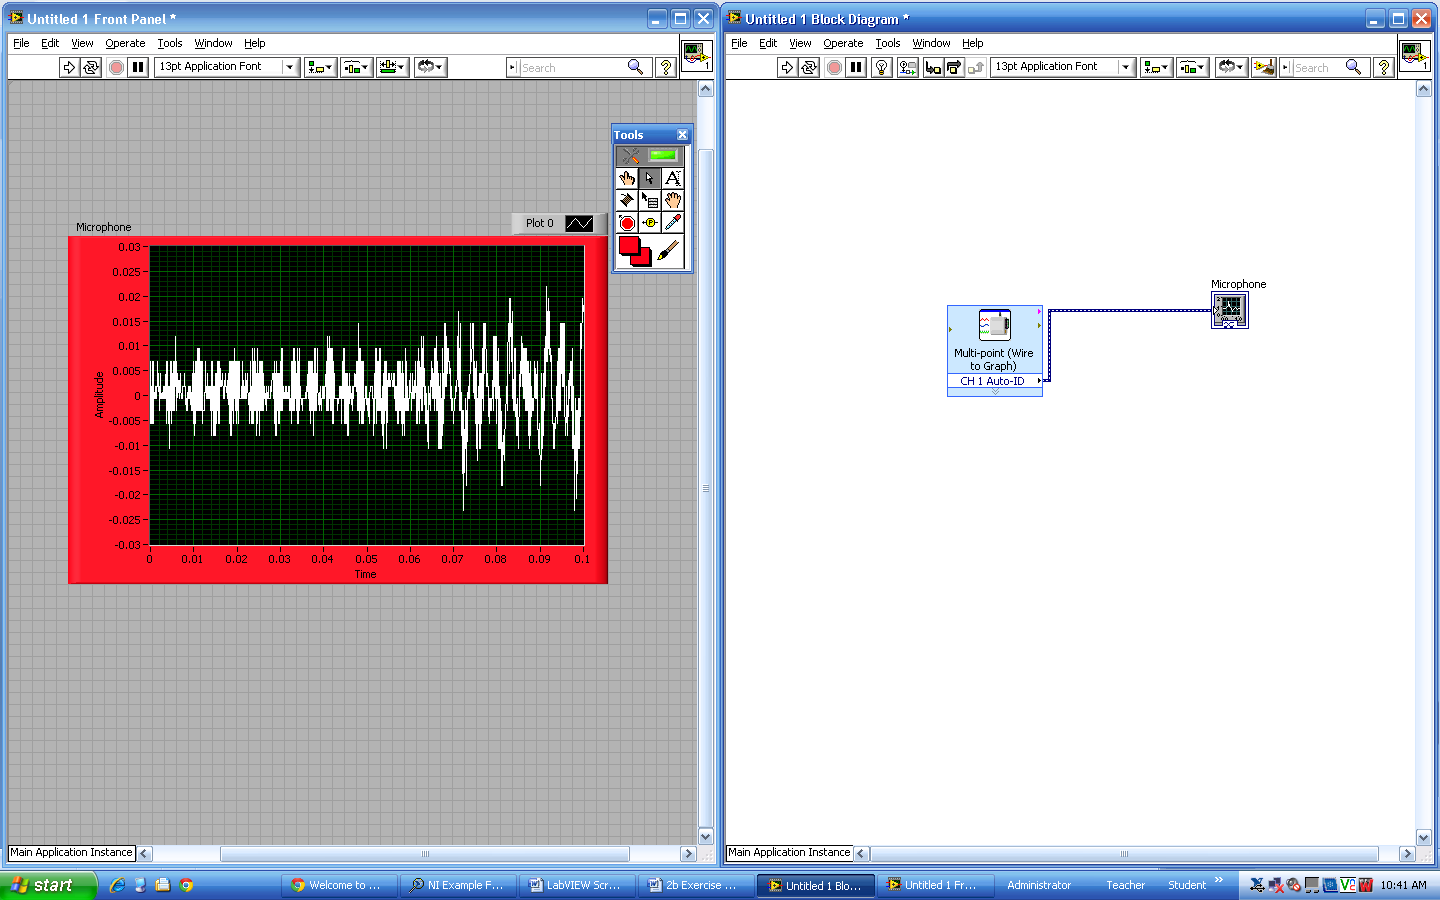 Untitled 1 Front Panel *
File Edit View Operate Tools Window Help
13pt Application Font
Search
?
1
Tools
A
P
Microphone
Plot 0
0.03
0.025
0.02
0.015
0.01
0.005
0
-0.005
-0.01
-0.015
-0.02
-0.025
-0.03
Amplitude
0 0.01 0.02 0.03 0.04 0.05 0.06 0.07 0.08 0.09 0.1
Time
Main Application Instance
Untitled 1 Block Diagram *
File Edit View Operate Tools Window Help
13pt Application Font
Search
?
1
Microphone
Multi-point (Wire
to Graph)
CH 1 Auto-ID
Main Application Instance
start
Welcome to ...
NI Example F...
LabVIEW Scr...
2b Exercise ...
Untitled 1 Blo...
Untitled 1 Fr...
Administrator
Teacher
Student
»
10:41 AM